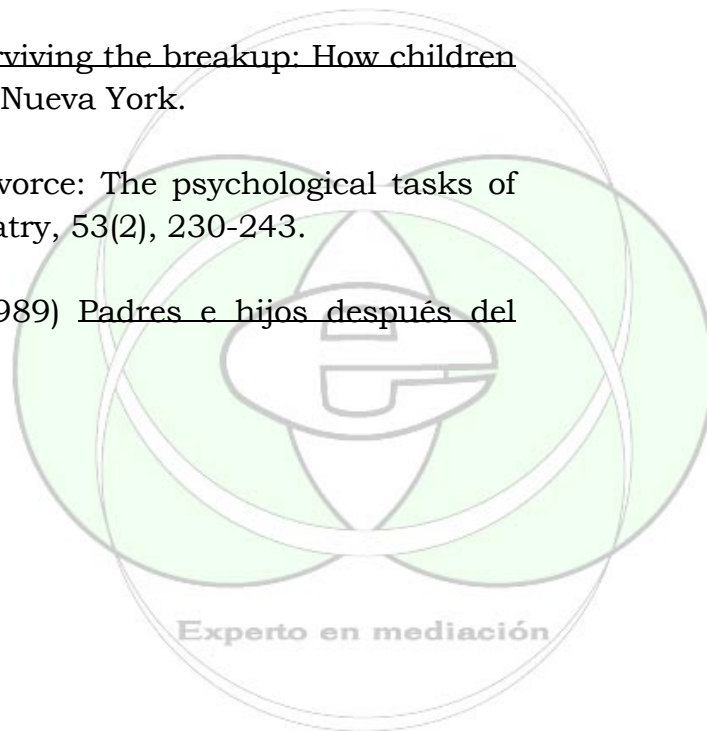 rviving the breakup: How children
Nueva York.
vorce: The psychological tasks of
atry, 53(2), 230-243.
989) Padres e hijos después del
Experto en mediación